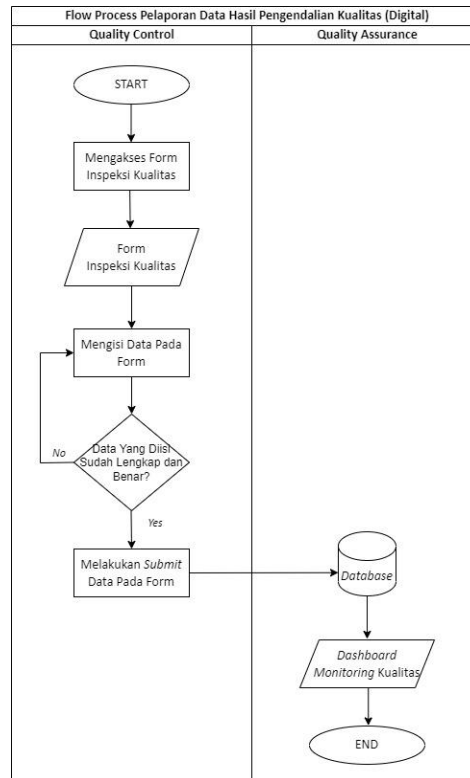 Flow Process Pelaporan Data Hasil Pengendalian Kualitas (Digital)
Quality Control
Quality Assurance
START
Mengakses Form
Inspeksi Kualitas
Form
Inspeksi Kualitas
Mengisi Data Pada
Form
No
Data Yang Diisi
Sudah Lengkap dan
Benar?
Yes
Melakukan Submit
Data Pada Form
Database
Dashboard
Monitoring Kualitas
END